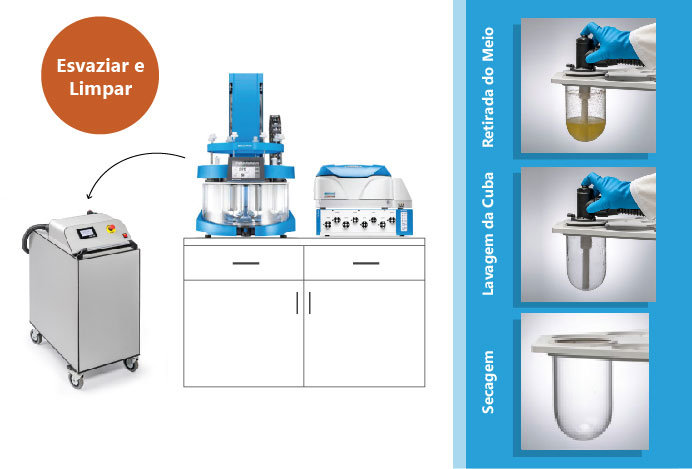 Esvaziar e
Limpar
Retirada do Meio
Lavagem da Cuba
Secagem